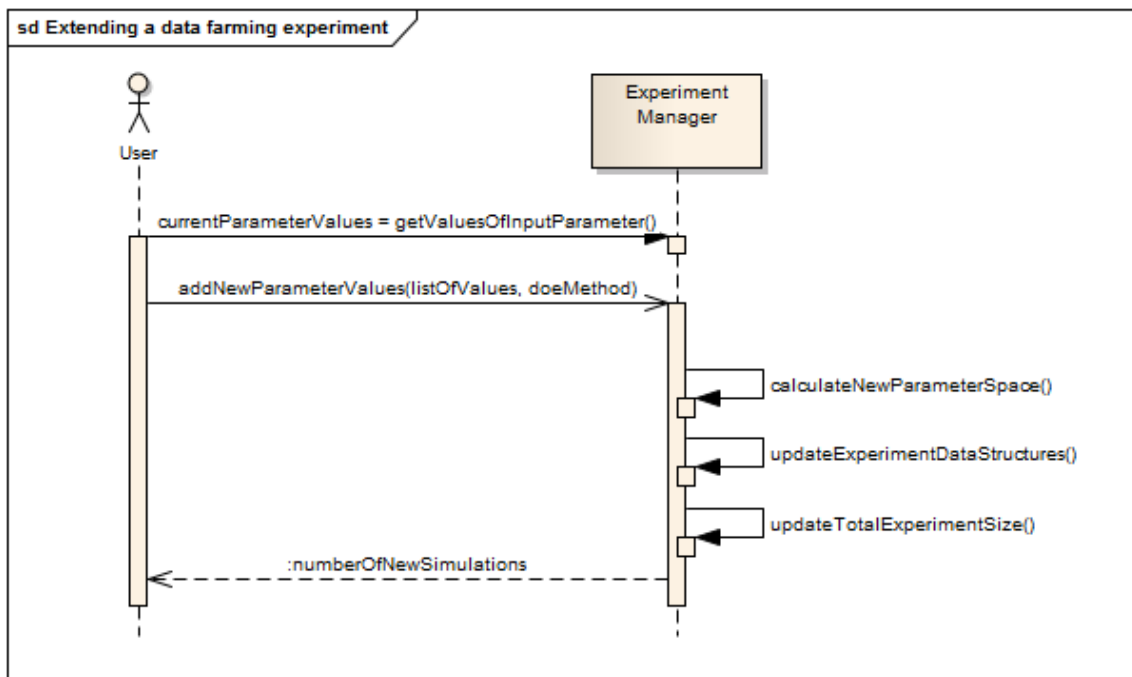 sd Extending a data farming experiment
User
Experiment
Manager
currentParameterValues = getValuesOfInputParameter()
addNewParameterValues(listOfValues, doeMethod)
calculateNewParameterSpace()
updateExperimentDataStructures()
updateTotalExperimentSize()
:numberOfNewSimulations